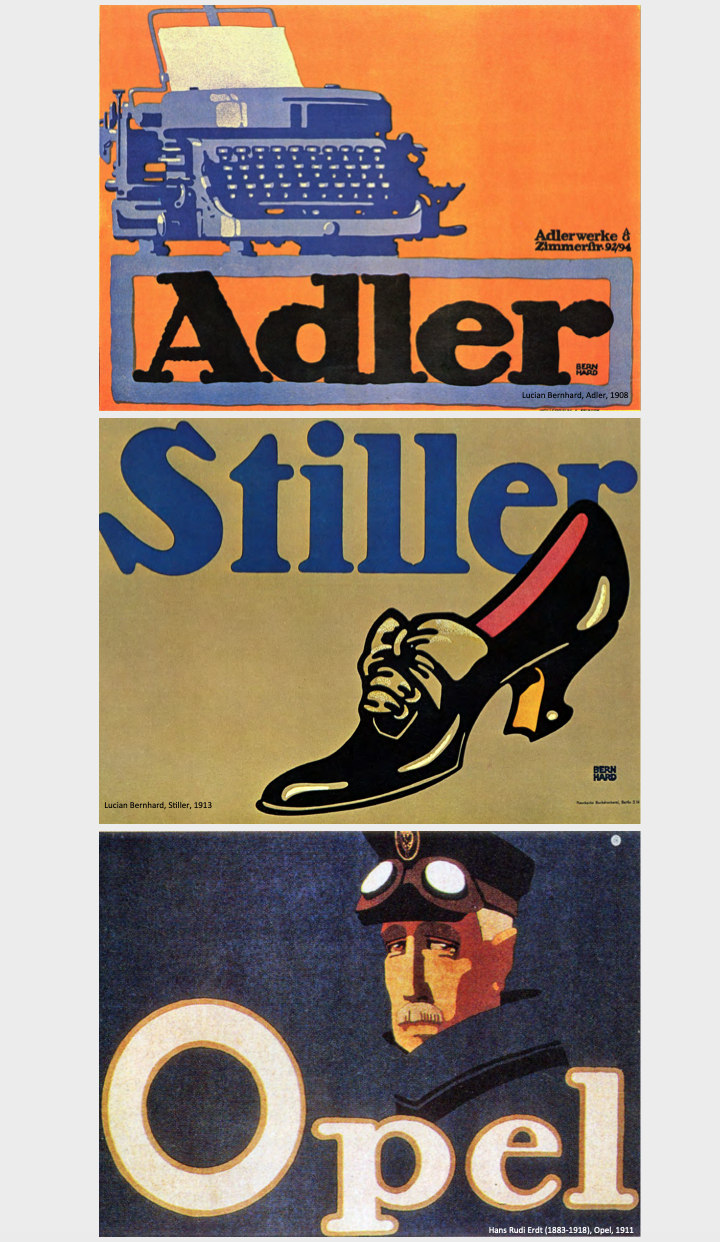 Adlerwerke
Zimmerstr. 92/94
Adler
BERN
HARD
Lucian Bernhard, Adler, 1908
Stiller
BERN
HARD
Lucian Bernhard, Stiller, 1913
Opel
Hans Rudi Erdt (1883-1918), Opel, 1911